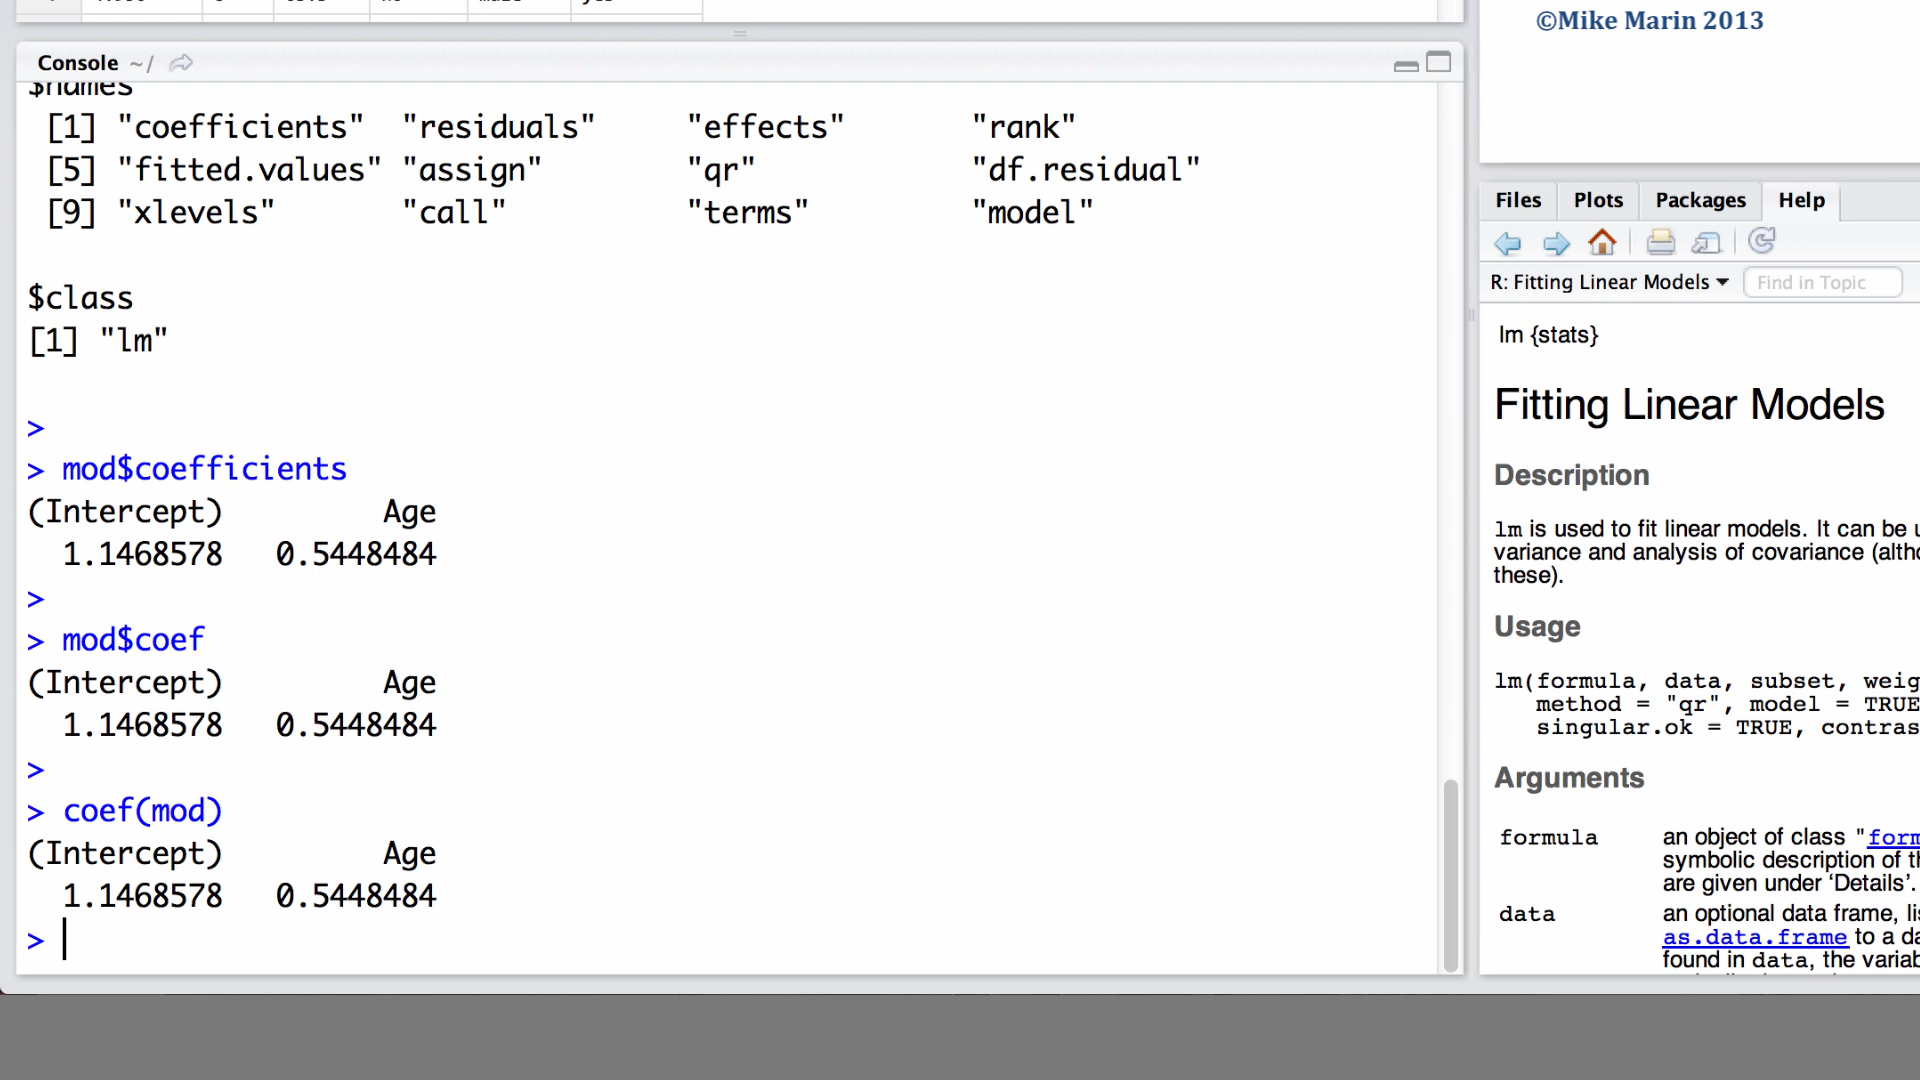 ©Mike Marin 2013
Console ~/
$names
[1] "coefficients" "residuals" "effects" "rank"
[5] "fitted.values" "assign" "qr" "df.residual"
[9] "xlevels" "call" "terms" "model"
$class
[1] "lm"
>
> mod$coefficients
(Intercept) Age
1.1468578 0.5448484
>
> mod$coef
(Intercept) Age
1.1468578 0.5448484
>
> coef(mod)
(Intercept) Age
1.1468578 0.5448484
>
Files Plots Packages Help
R: Fitting Linear Models Find in Topic
lm {stats}
Fitting Linear Models
Description
lm is used to fit linear models. It can be
variance and analysis of covariance
these).
Usage
lm(formula, data, subset,
method = "qr", model = TRUE
singular.ok = TRUE,
Arguments
formula an object of class
symbolic description of
are given under ‘Details’.
data an optional data frame,
as.data.frame to a
found in data, the